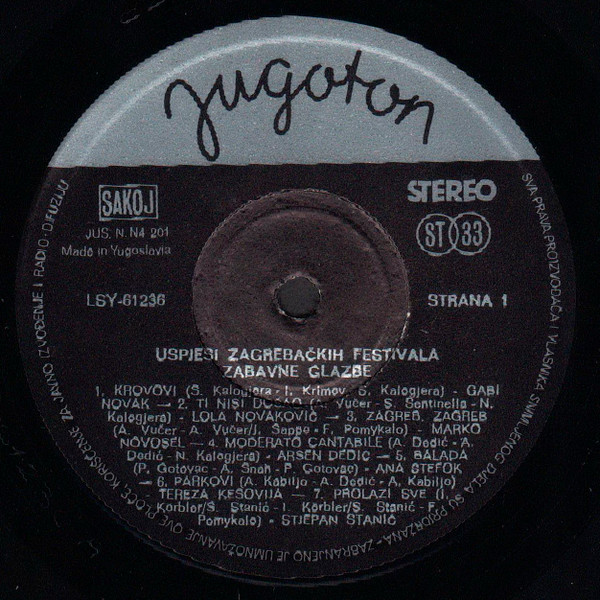 Jugoton
SAKOJ
JUS. N. N4 201
Made in Yugoslavia
STEREO
ST 33
LSY-61236
STRANA 1
USPJESI ZAGREBAČKIH FESTIVALA
ZABAVNE GLAZBE
1. KROVOVI (S. Kalogjera - I. Krimov - S. Kalogjera) - GABI
NOVAK — 2. TI NISI DOŠAO (A. Vučer - S. Santinella - N.
Kalogjera) - LOLA NOVAKOVIĆ — 3. ZAGREB, ZAGREB
(A. Vučer - A. Vučer/J. Sappe - F. Pomykalo) - MARKO
NOVOSEL — 4. MODERATO CANTABILE (A. Dedić - A.
Dedić - N. Kalogjera) - ARSEN DEDIĆ — 5. BALADA
(P. Gotovac - A. Šnah - P. Gotovac) - ANA ŠTEFOK
— 6. PARKOVI (A. Kabiljo - A. Dedić - A. Kabiljo)
TEREZA KESOVIJA — 7. PROLAZI SVE (I.
Korbler/S. Stanić - I. Korbler/S. Stanić - F.
Pomykalo) - STJEPAN STANIĆ
SVA PRAVA PROIZVOĐAČA I VLASNIKA SNIMLJENOG DIJELA SU PRIDRŽANA - ZABRANJENO JE UMNOŽAVANJE OVE PLOČE, KORIŠĆENJE ZA JAVNO IZVOĐENJE I RADIO-DIFUZIJU